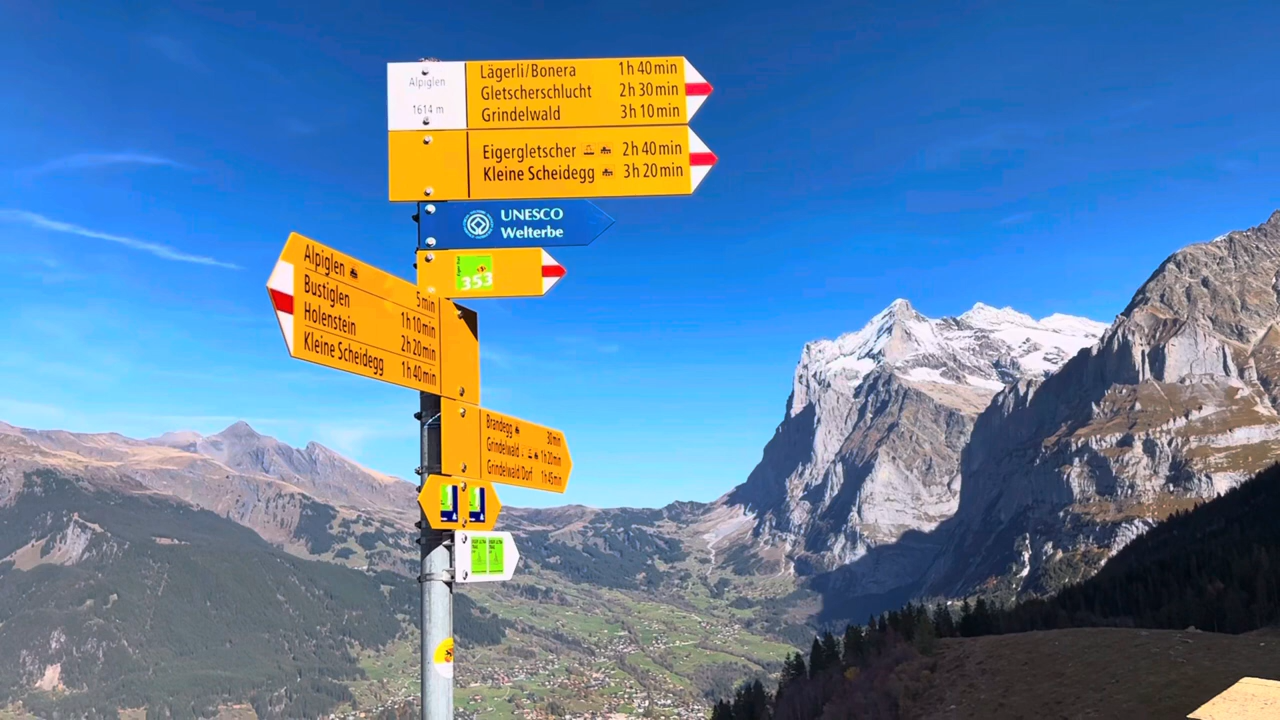 Alpiglen
1614 m
Lägerli/Bonera 1h 40min
Gletscherschlucht 2h 30min
Grindelwald 3h 10min
Eigergletscher 2h 40min
Kleine Scheidegg 3h 20min
UNESCO
Welterbe
353
Alpiglen 5min
Bustiglen 1h 10min
Holenstein 2h 20min
Kleine Scheidegg 1h 40min
Brandegg 30min
Grindelwald 1h 20min
Grindelwald Dorf 1h 45min